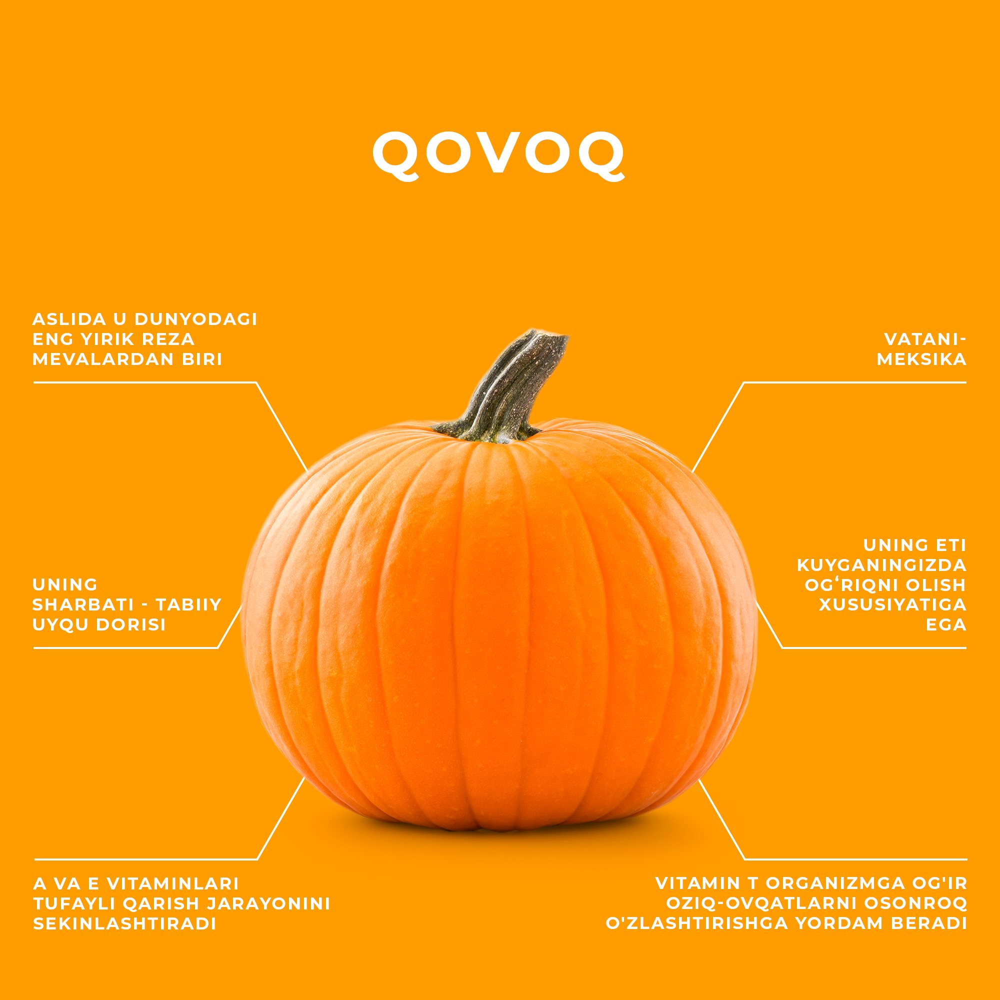 QOVOQ
ASLIDA U DUNYODAGI
ENG YIRIK REZA
MEVALARDAN BIRI
VATANI-
MEKSIKA
UNING
SHARBATI - TABIIY
UYQU DORISI
UNING ETI
KUYGANINGIZDA
OGʻRIQNI OLISH
XUSUSIYATIGA
EGA
A VA E VITAMINLARI
TUFAYLI QARISH JARAYONINI
SEKINLASHTIRADI
VITAMIN T ORGANIZMGA OG'IR
OZIQ-OVQATLARNI OSONROQ
O'ZLASHTIRISHGA YORDAM BERADI